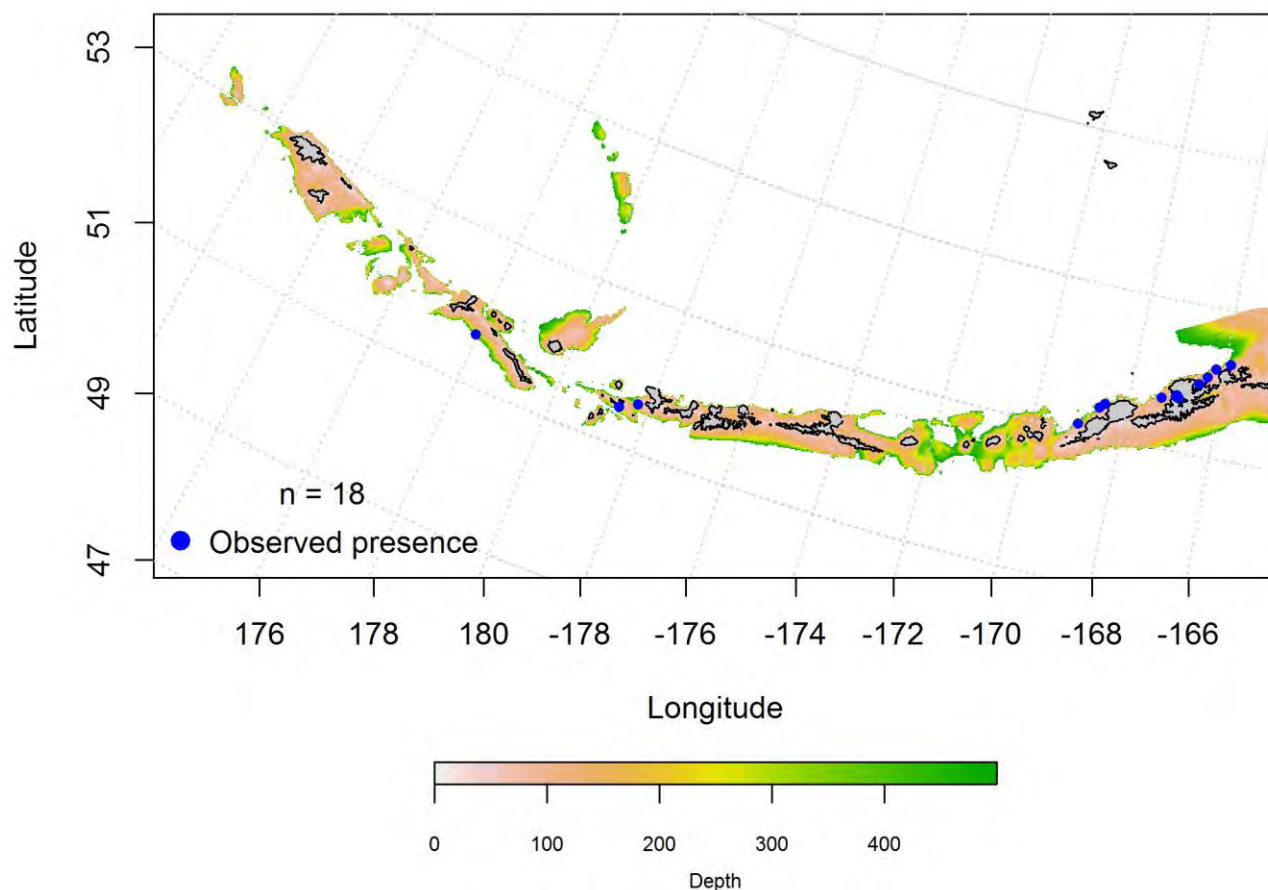 53
51
49
47
Latitude
n = 18
Observed presence
176 178 180 -178 -176 -174 -172 -170 -168 -166
Longitude
0 100 200 300 400
Depth